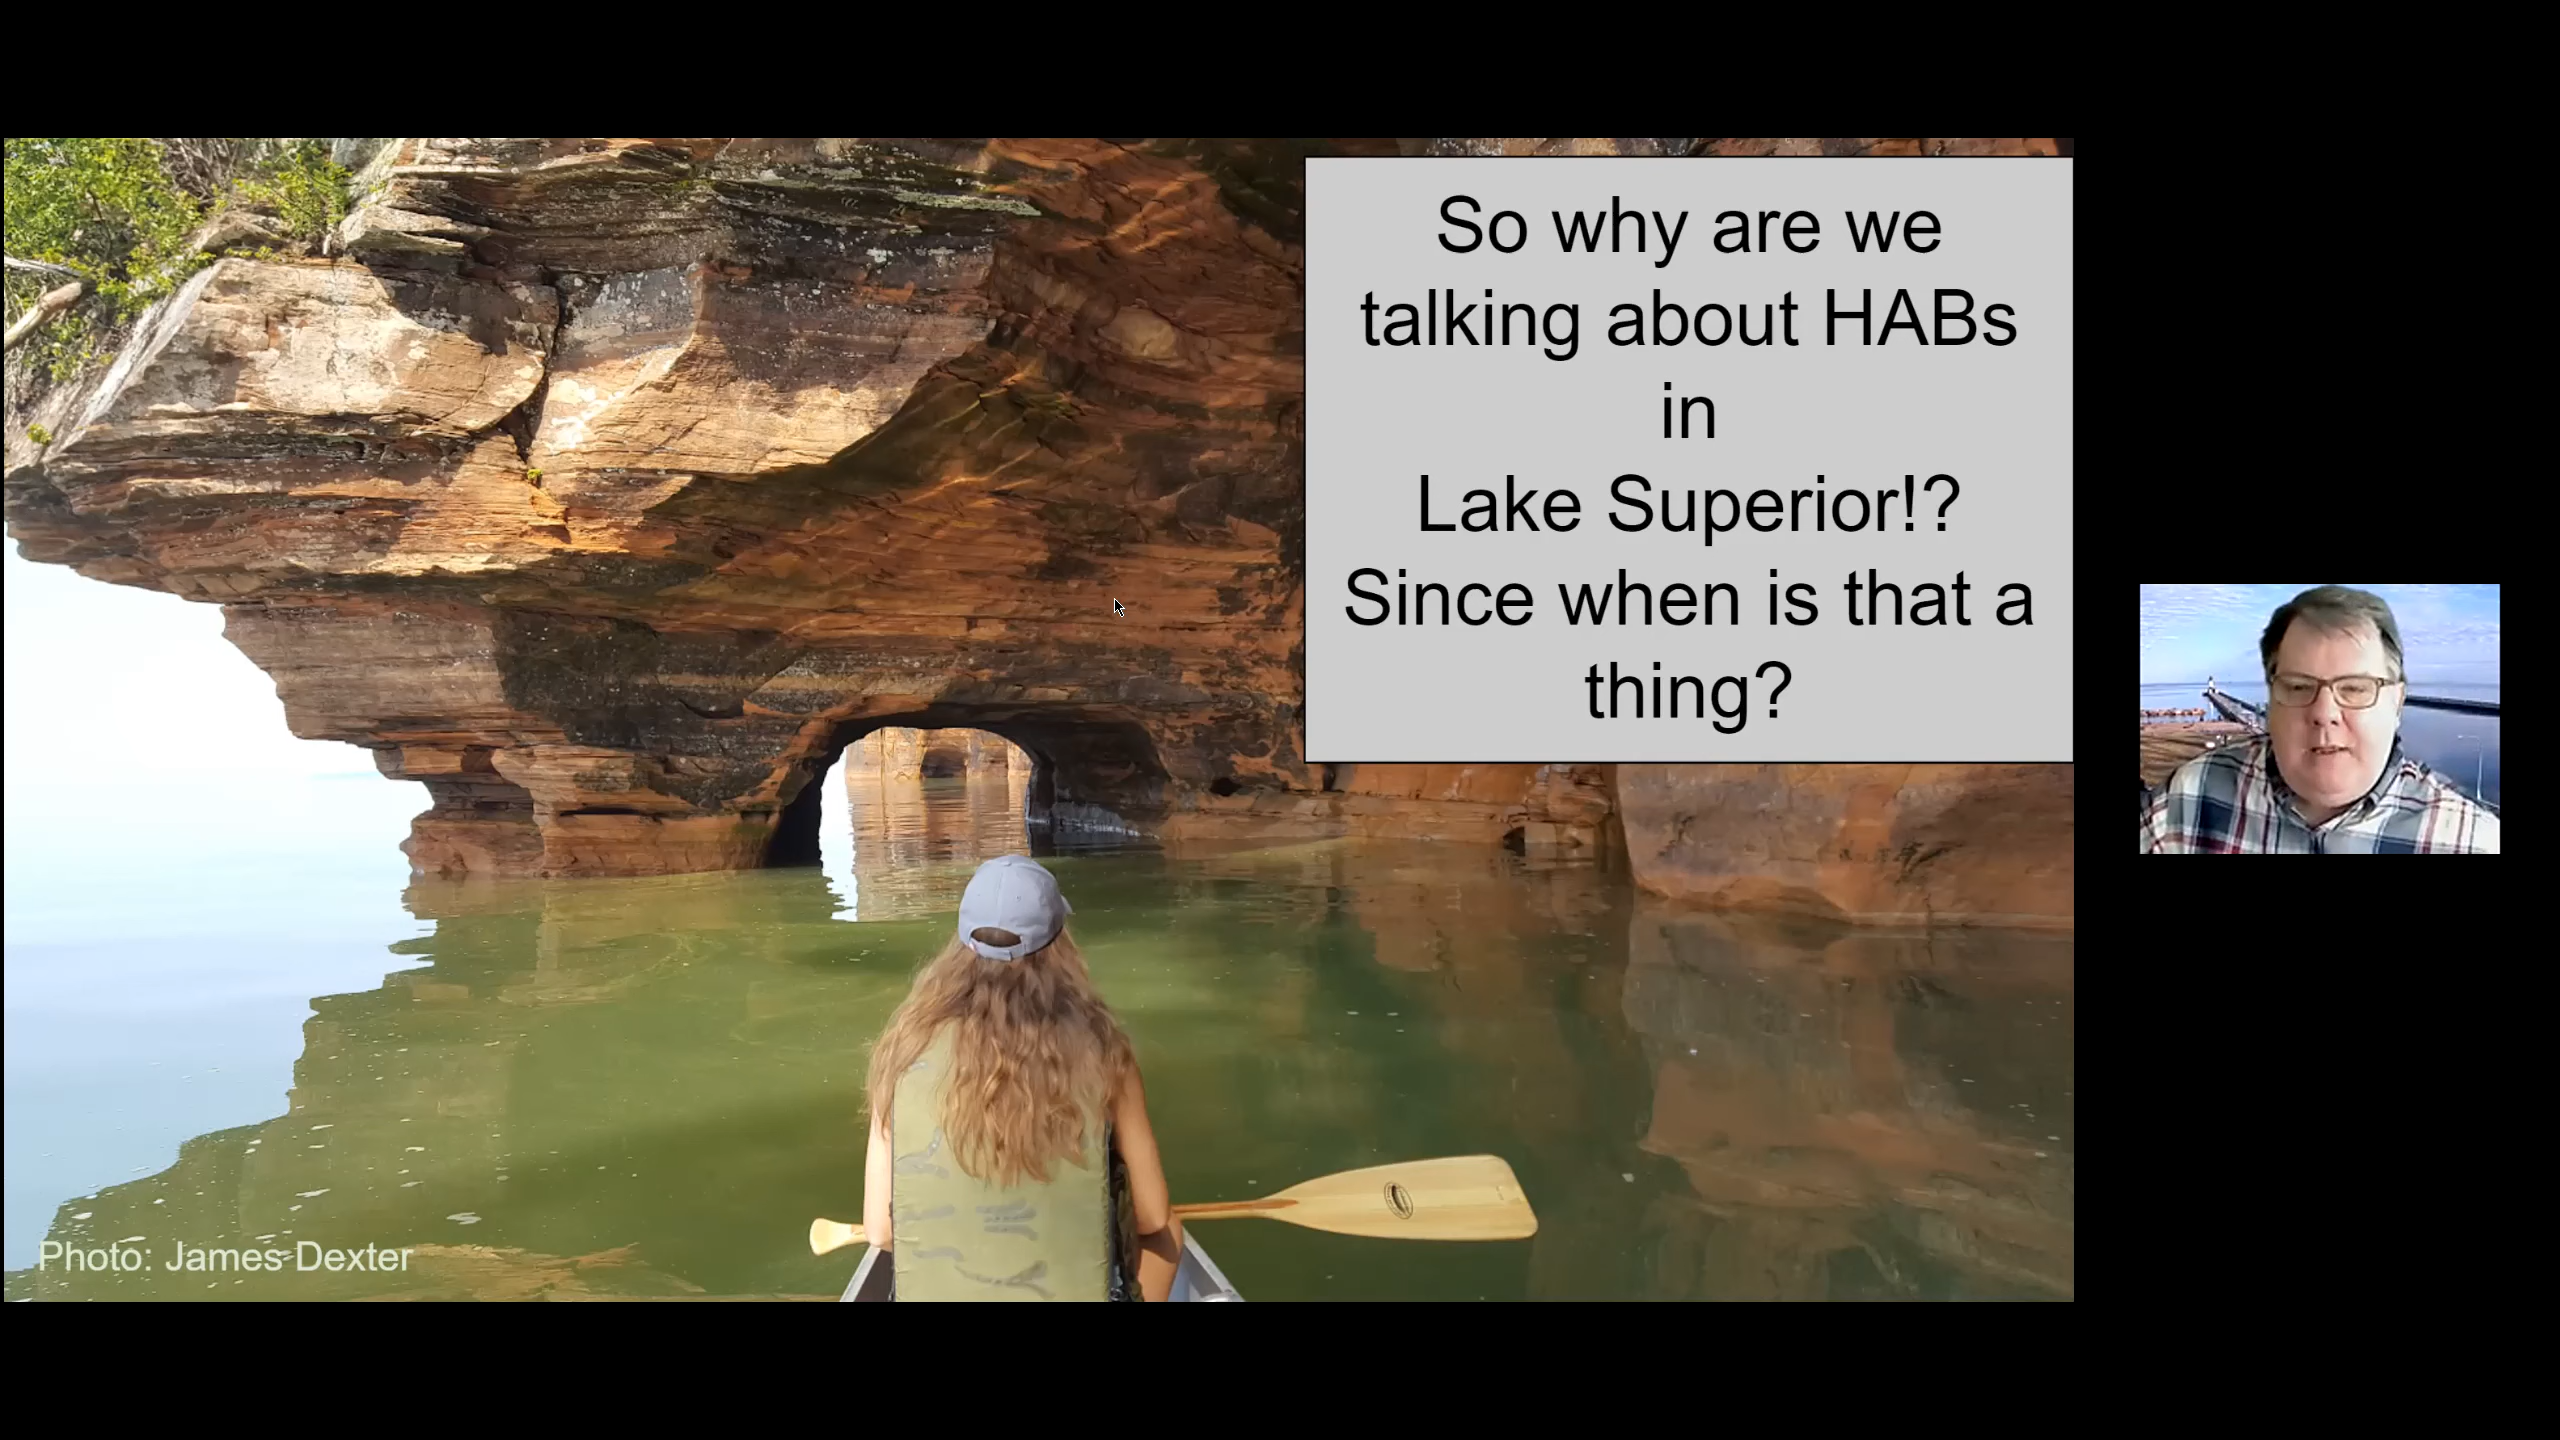 So why are we
talking about HABs
in
Lake Superior!?
Since when is that a
thing?
Photo: James Dexter